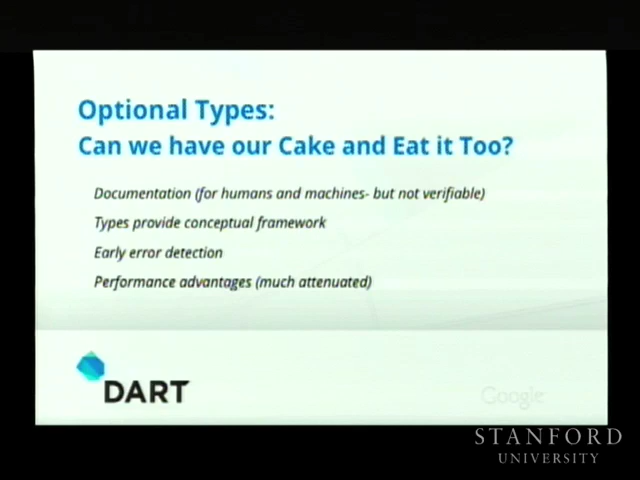 Optional Types:
Can we have our Cake and Eat it Too?
Documentation (for humans and machines- but not verifiable)
Types provide conceptual framework
Early error detection
Performance advantages (much attenuated)
DART
Google
STANFORD
UNIVERSITY